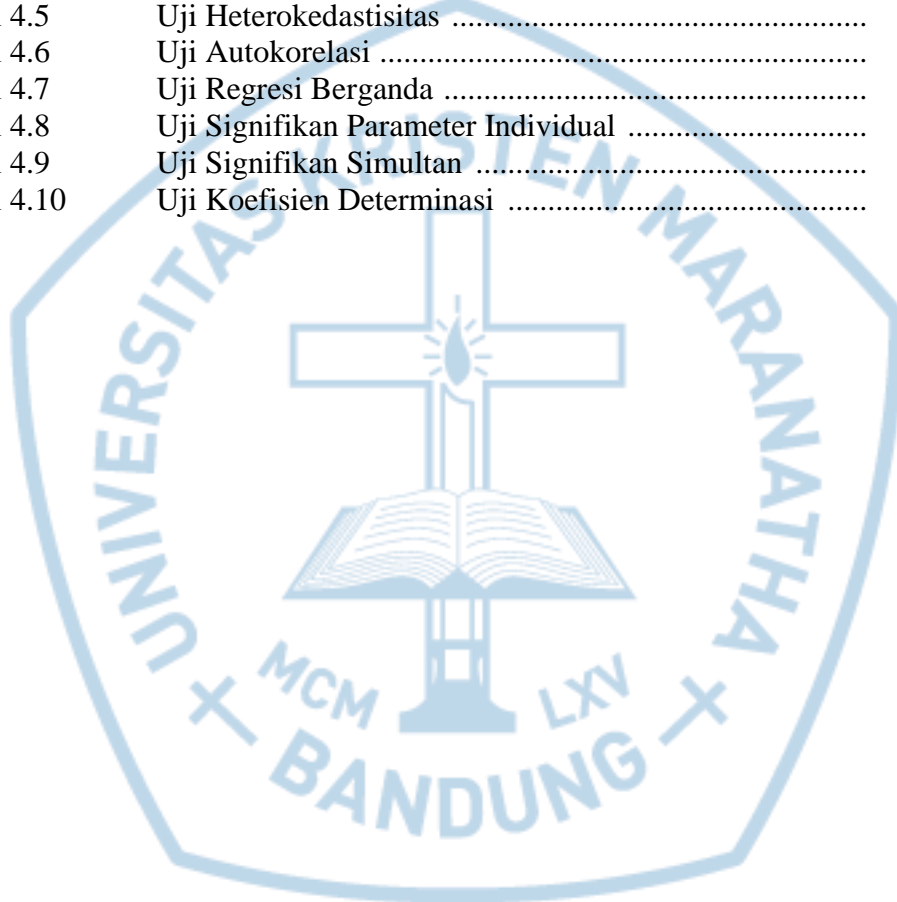 4.5 Uji Heterokedastisitas ....................................................
4.6 Uji Autokorelasi .............................................................
4.7 Uji Regresi Berganda .....................................................
4.8 Uji Signifikan Parameter Individual ..............................
4.9 Uji Signifikan Simultan .................................................
4.10 Uji Koefisien Determinasi .............................................
UNIVERSITAS KRISTEN MARANATHA
MCM LXV
BANDUNG